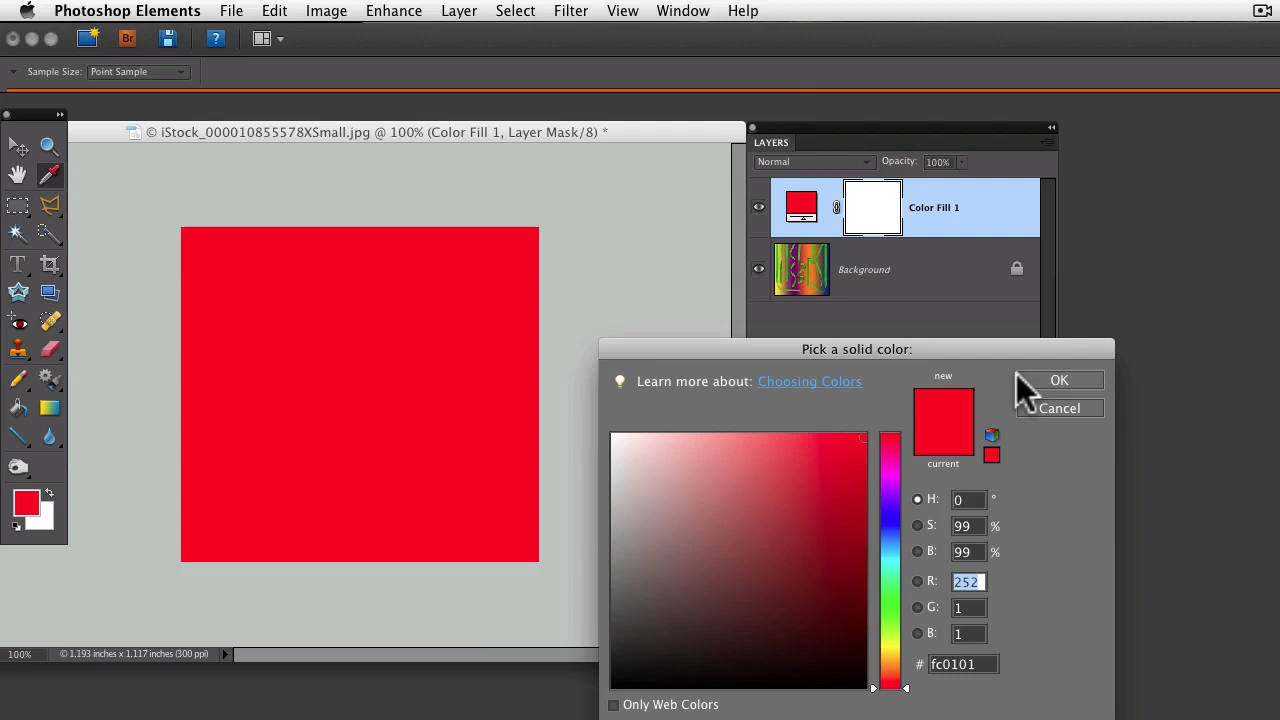 Photoshop Elements File Edit Image Enhance Layer Select Filter View Window Help
Br ?
Sample Size: Point Sample
© iStock_000010855578XSmall.jpg @ 100% (Color Fill 1, Layer Mask/8) *
LAYERS
Normal Opacity: 100%
Color Fill 1
Background
Pick a solid color:
Learn more about: Choosing Colors
new
OK
Cancel
current
H: 0 °
S: 99 %
B: 99 %
R: 252
G: 1
B: 1
# fc0101
Only Web Colors
100% © 1.193 inches x 1.117 inches (300 ppi)
T